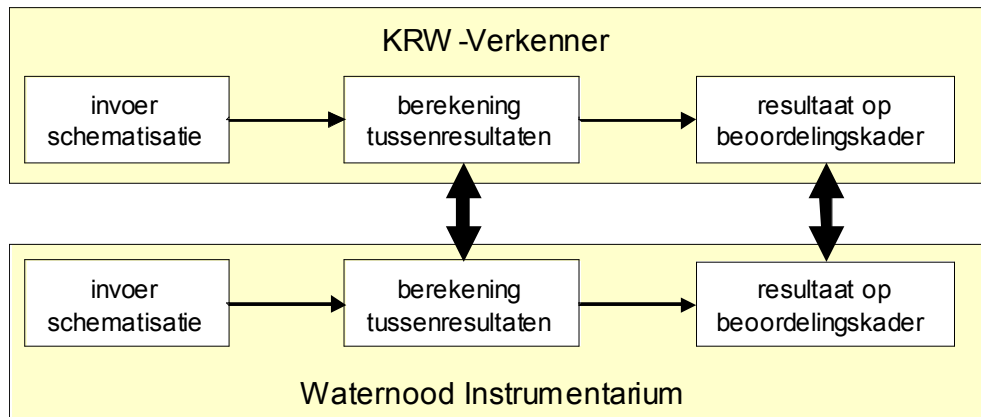 KRW -Verkenner
invoer
schematisatie
berekening
tussenresultaten
resultaat op
beoordelingskader
invoer
schematisatie
berekening
tussenresultaten
resultaat op
beoordelingskader
Waternood Instrumentarium